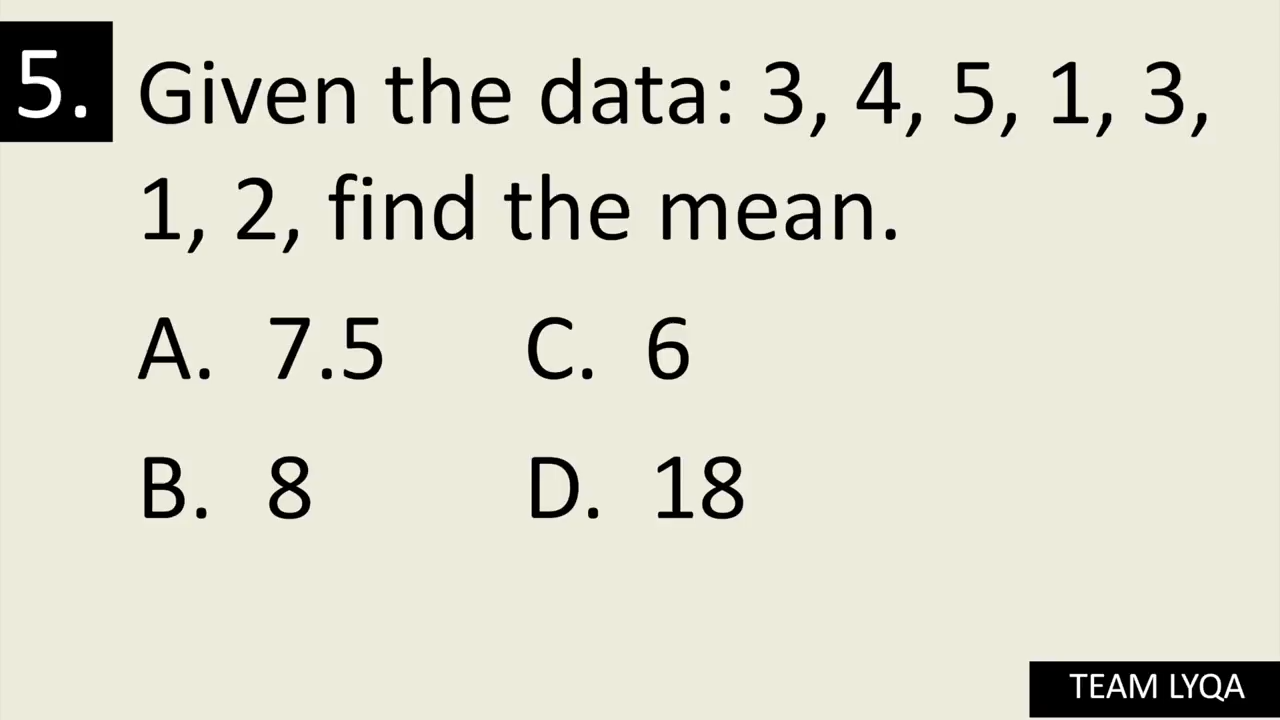 5. Given the data: 3, 4, 5, 1, 3,
1, 2, find the mean.
A. 7.5 C. 6
B. 8 D. 18
TEAM LYQA